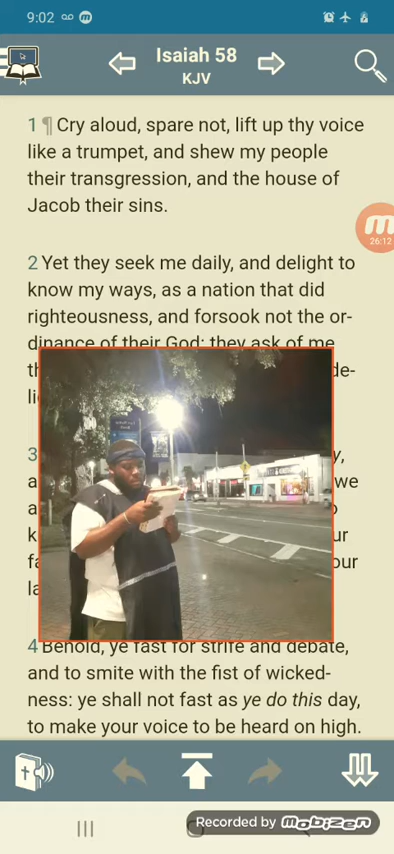 9:02
Isaiah 58
KJV
1 ¶ Cry aloud, spare not, lift up thy voice
like a trumpet, and shew my people
their transgression, and the house of
Jacob their sins.
2 Yet they seek me daily, and delight to
know my ways, as a nation that did
righteousness, and forsook not the or-
dinance of their God: they ask of me
de-
3
we
4 Behold, ye fast for strife and debate,
and to smite with the fist of wicked-
ness: ye shall not fast as ye do this day,
to make your voice to be heard on high.
26:12
Recorded by mobizen